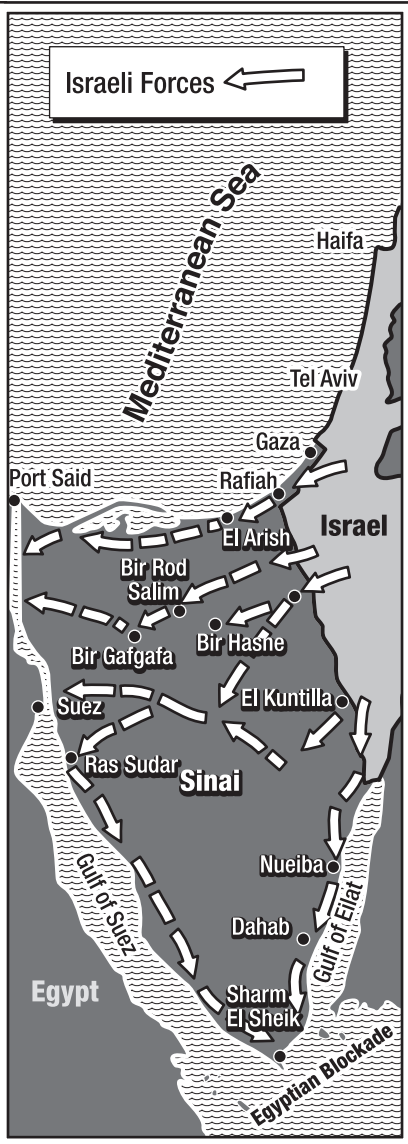 Israeli Forces
Mediterranean Sea
Haifa
Tel Aviv
Gaza
Port Said
Rafiah
Israel
El Arish
Bir Rod
Salim
Bir Hasne
Bir Gafgafa
El Kuntilla
Suez
Ras Sudar
Sinai
Nueiba
Gulf of Suez
Gulf of Eilat
Dahab
Egypt
Sharm
El Sheik
Egyptian Blockade